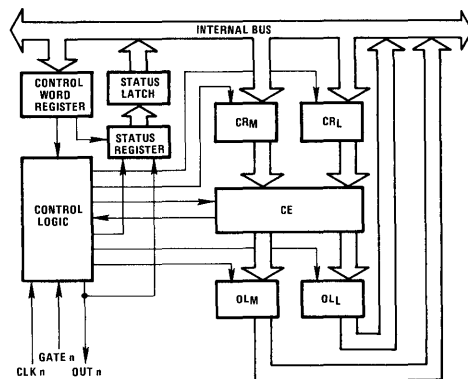 INTERNAL BUS
CONTROL
WORD
REGISTER
STATUS
LATCH
STATUS
REGISTER
CRM
CRL
CONTROL
LOGIC
CE
OLM
OLL
CLK n
GATE n
OUT n